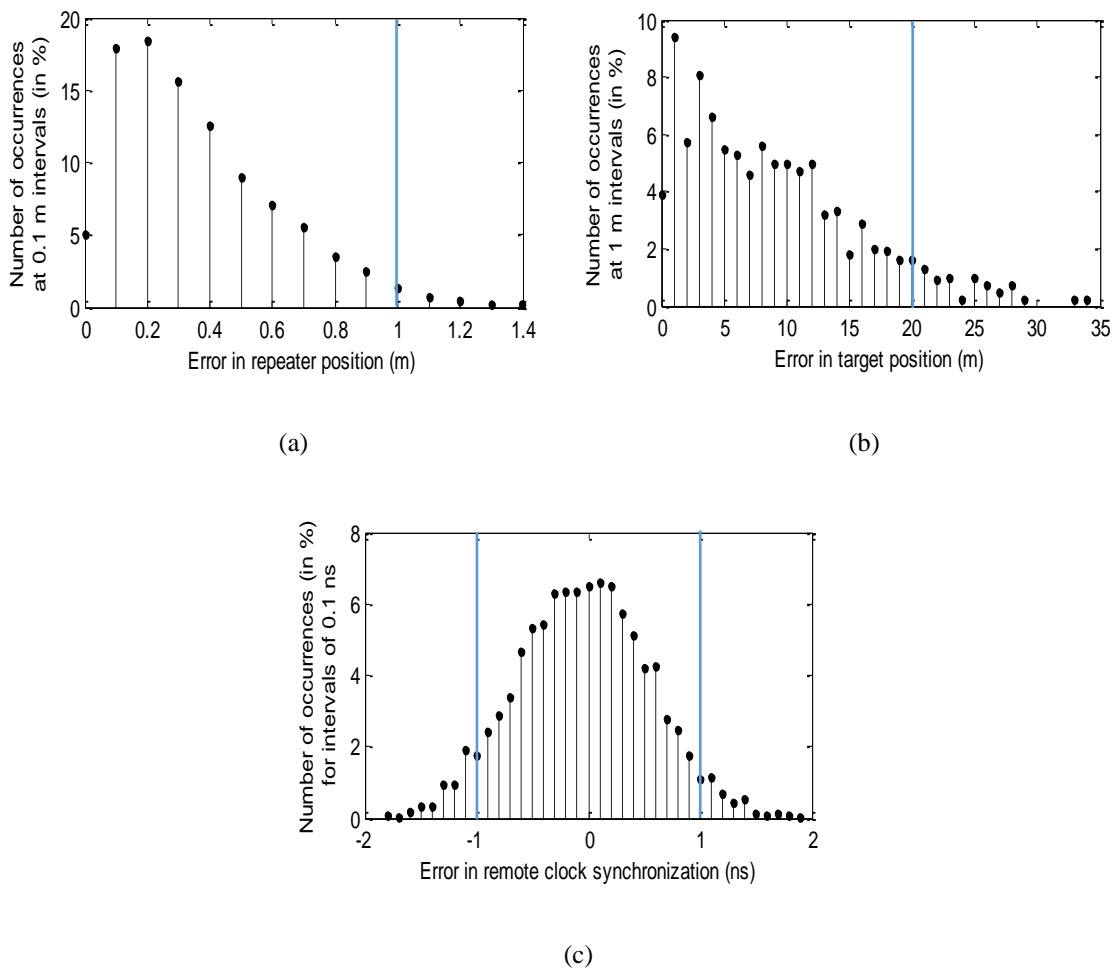 20
15
10
5
0
Number of occurrences
at 0.1 m intervals (in %)
0 0.2 0.4 0.6 0.8 1 1.2 1.4
Error in repeater position (m)
(a)
10
8
6
4
2
0
Number of occurrences
at 1 m intervals (in %)
0 5 10 15 20 25 30 35
Error in target position (m)
(b)
8
6
4
2
0
Number of occurrences (in %)
for intervals of 0.1 ns
-2 -1 0 1 2
Error in remote clock synchronization (ns)
(c)